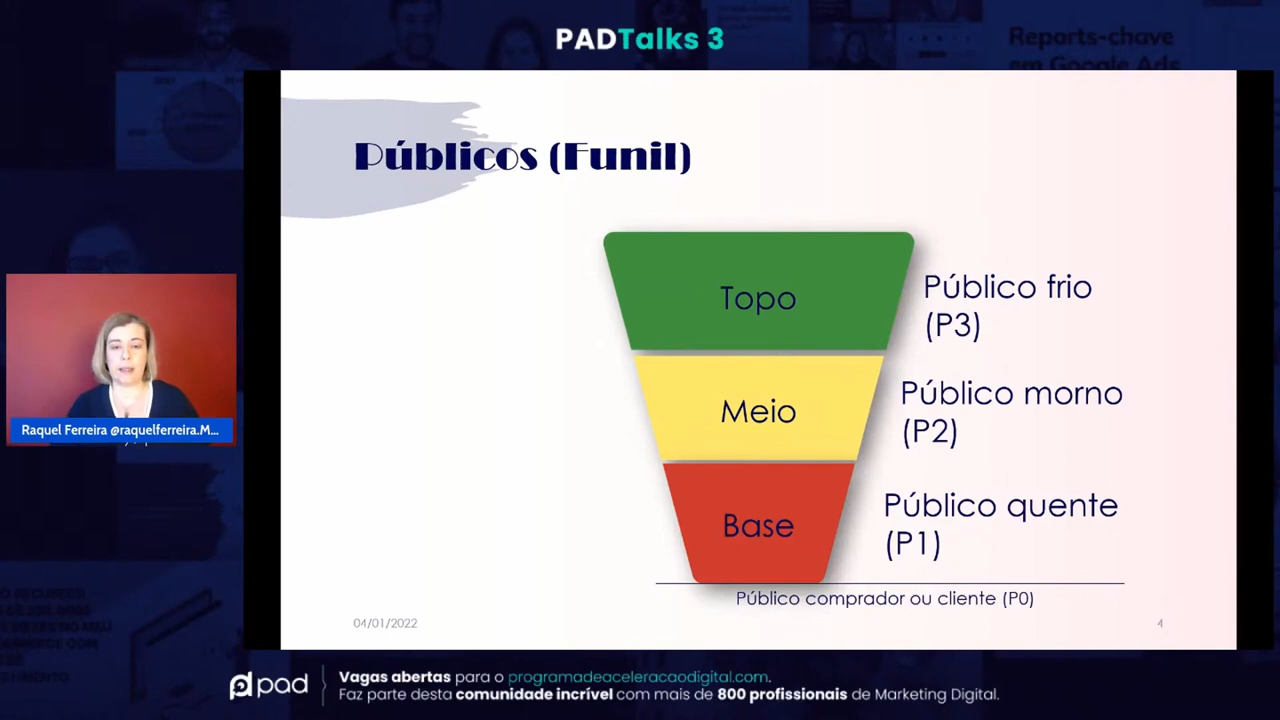 PADTalks 3
Reports-chave
em Google Ads
Públicos (Funil)
Topo
Público frio
(P3)
Meio
Público morno
(P2)
Base
Público quente
(P1)
Público comprador ou cliente (P0)
04/01/2022
4
Raquel Ferreira @raquelferreira.M...
pad
Vagas abertas para o programadeaceleracaodigital.com.
Faz parte desta comunidade incrível com mais de 800 profissionais de Marketing Digital.